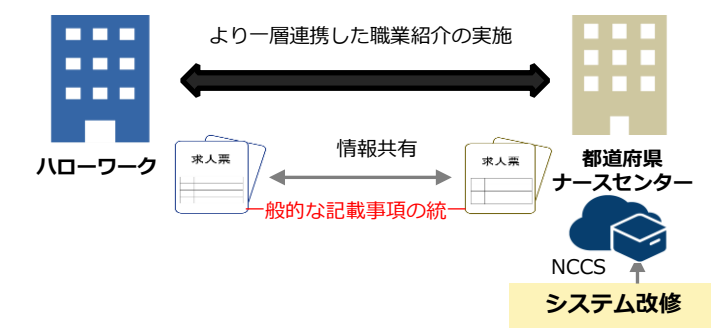 より一層連携した職業紹介の実施
ハローワーク
求人票
情報共有
求人票
都道府県
ナースセンター
一般的な記載事項の統一
NCCS
システム改修